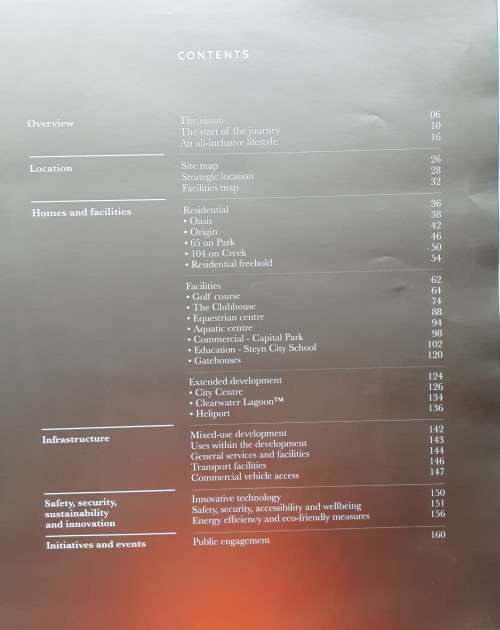 CONTENTS
Overview
The vision 06
The start of the journey 10
An all-inclusive lifestyle 16
Location
Site map 26
Strategic location 28
Facilities map 32
Homes and facilities
Residential 36
• Oasis 38
• Origin 42
• 65 on Park 46
• 104 on Creek 50
• Residential freehold 54
Facilities 62
• Golf course 64
• The Clubhouse 74
• Equestrian centre 88
• Aquatic centre 94
• Commercial - Capital Park 98
• Education - Steyn City School 102
• Gatehouses 120
Extended development 124
• City Centre 126
• Clearwater Lagoon™ 134
• Heliport 136
Infrastructure
Mixed-use development 142
Uses within the development 143
General services and facilities 144
Transport facilities 146
Commercial vehicle access 147
Safety, security,
sustainability
and innovation
Innovative technology 150
Safety, security, accessibility and wellbeing 151
Energy efficiency and eco-friendly measures 156
Initiatives and events
Public engagement 160